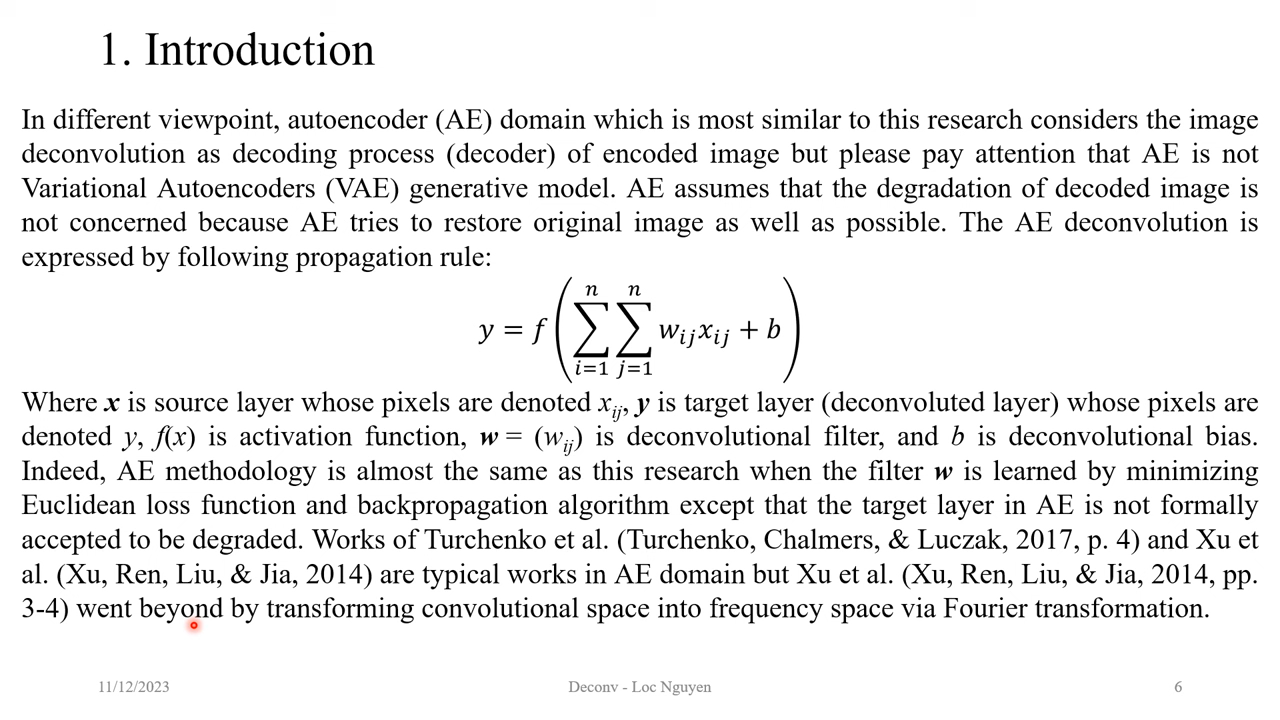 1. Introduction
In different viewpoint, autoencoder (AE) domain which is most similar to this research considers the image
deconvolution as decoding process (decoder) of encoded image but please pay attention that AE is not
Variational Autoencoders (VAE) generative model. AE assumes that the degradation of decoded image is
not concerned because AE tries to restore original image as well as possible. The AE deconvolution is
expressed by following propagation rule:
y = f(∑_{i=1}^{n} ∑_{j=1}^{n} w_{ij}x_{ij} + b)
Where x is source layer whose pixels are denoted x_{ij}, y is target layer (deconvoluted layer) whose pixels are
denoted y, f(x) is activation function, w = (w_{ij}) is deconvolutional filter, and b is deconvolutional bias.
Indeed, AE methodology is almost the same as this research when the filter w is learned by minimizing
Euclidean loss function and backpropagation algorithm except that the target layer in AE is not formally
accepted to be degraded. Works of Turchenko et al. (Turchenko, Chalmers, & Luczak, 2017, p. 4) and Xu et
al. (Xu, Ren, Liu, & Jia, 2014) are typical works in AE domain but Xu et al. (Xu, Ren, Liu, & Jia, 2014, pp.
3-4) went beyond by transforming convolutional space into frequency space via Fourier transformation.
11/12/2023
Deconv - Loc Nguyen
6